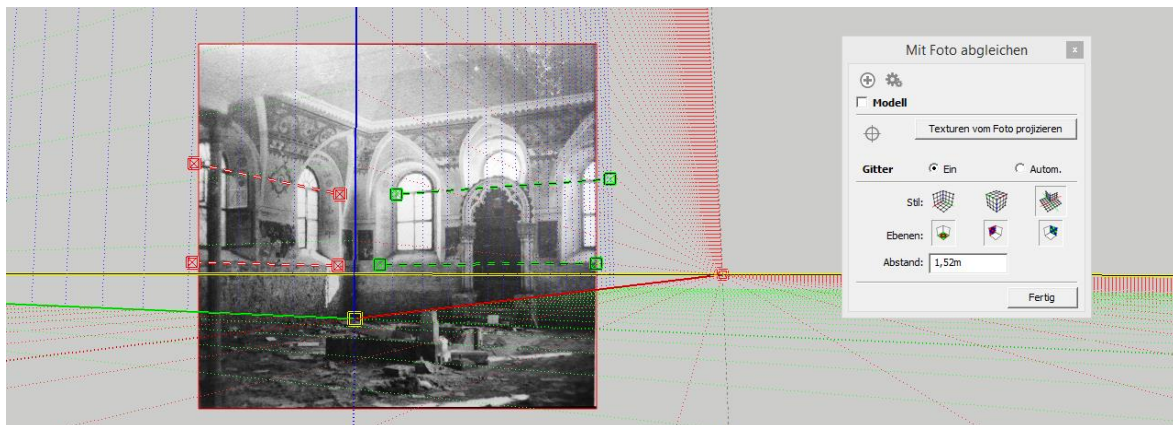 Mit Foto abgleichen
x
Modell
Texturen vom Foto projizieren
Gitter Ein Autom.
Stil:
Ebenen:
Abstand: 1,52m
Fertig